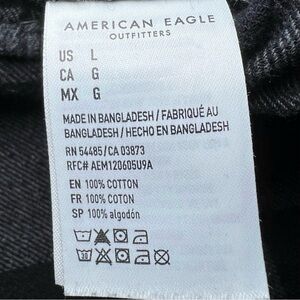 AMERICAN EAGLE
OUTFITTERS
US L
CA G
MX G
MADE IN BANGLADESH / FABRIQUÉ AU
BANGLADESH / HECHO EN BANGLADESH
RN 54485/CA 03873
RFC# AEM120605U9A
EN 100% COTTON
FR 100% COTON
SP 100% algodón